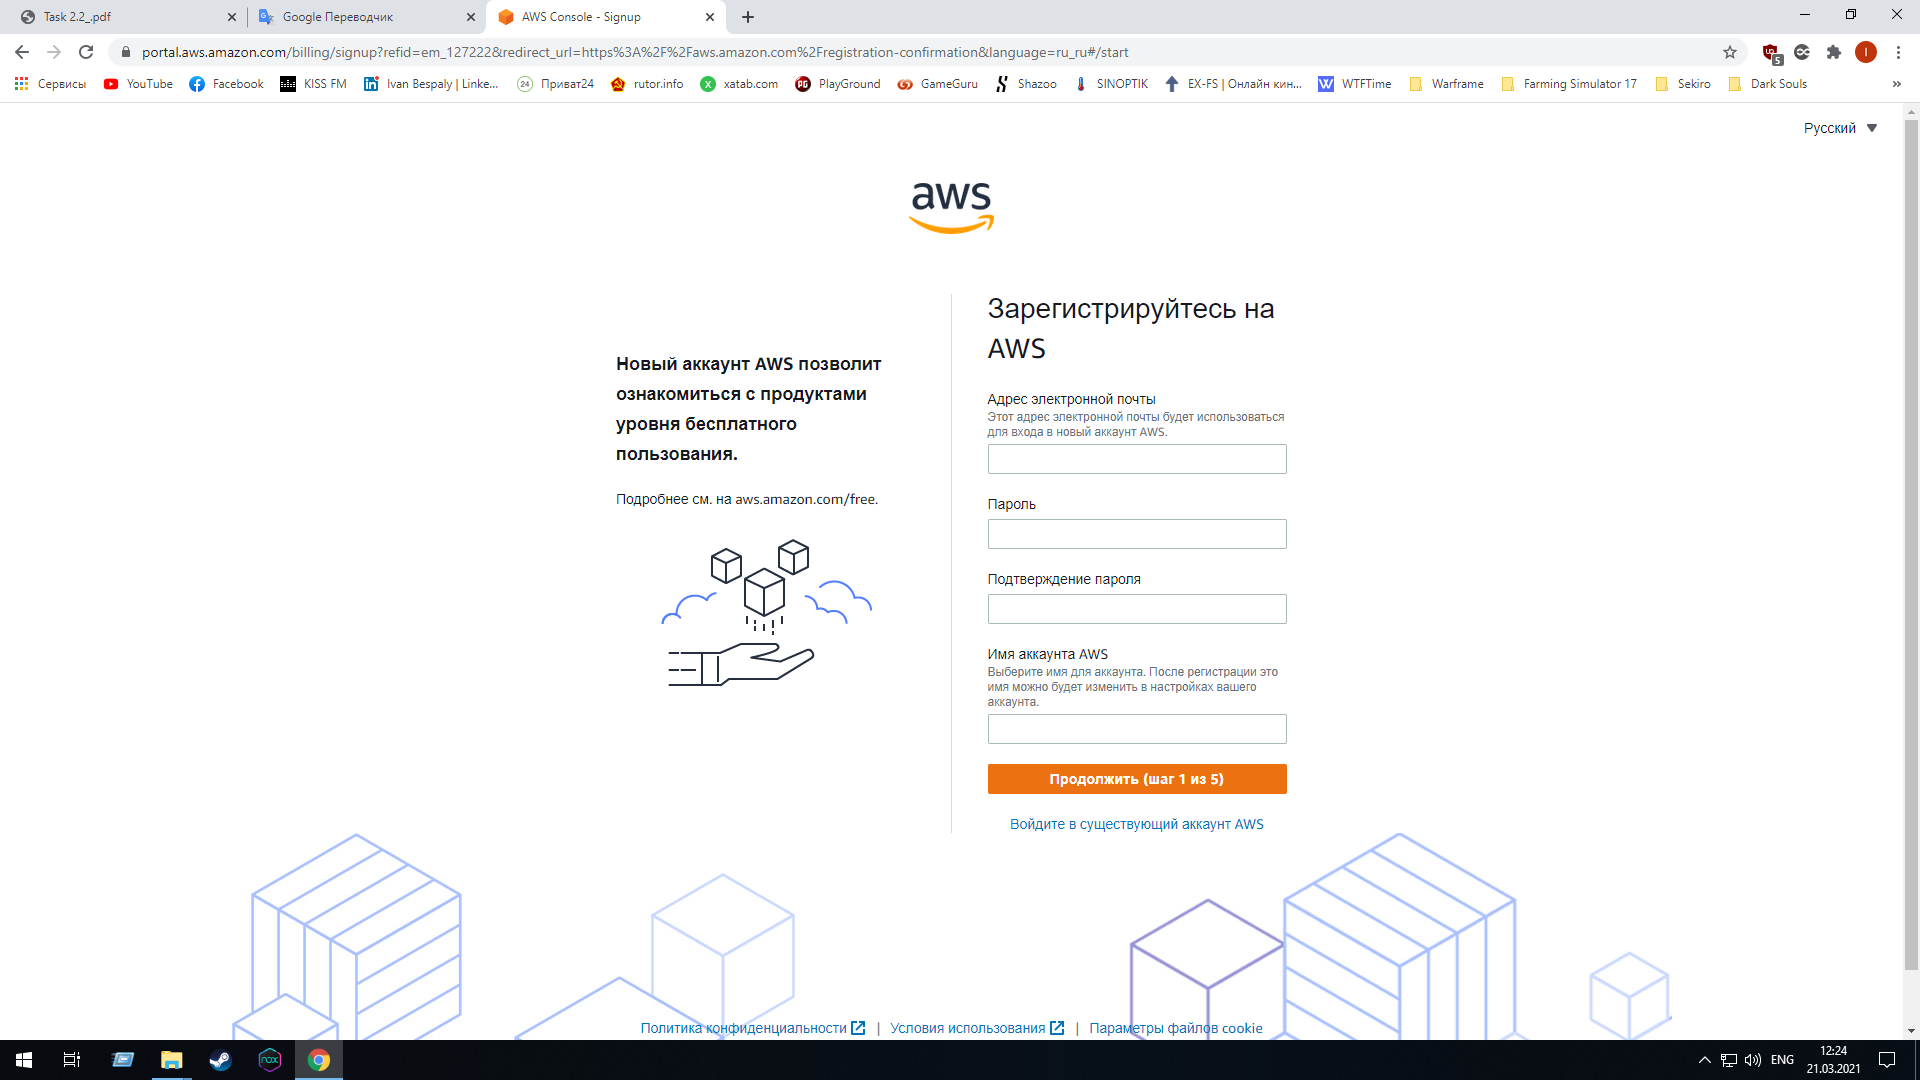 Task 2.2_.pdf
Google Переводчик
AWS Console - Signup
portal.aws.amazon.com/billing/signup?refid=em_127222&redirect_url=https%3A%2F%2Faws.amazon.com%2Fregistration-confirmation&language=ru_ru#/start
5
I
Сервисы
YouTube
Facebook
KISS FM
Ivan Bespaly | Linke...
24
Приват24
rutor.info
xatab.com
PlayGround
GameGuru
Shazoo
SINOPTIK
EX-FS | Онлайн кин...
WTFTime
Warframe
Farming Simulator 17
Sekiro
Dark Souls
»
Русский
aws
Новый аккаунт AWS позволит
ознакомиться с продуктами
уровня бесплатного
пользования.
Подробнее см. на aws.amazon.com/free.
Зарегистрируйтесь на
AWS
Адрес электронной почты
Этот адрес электронной почты будет использоваться
для входа в новый аккаунт AWS.
Пароль
Подтверждение пароля
Имя аккаунта AWS
Выберите имя для аккаунта. После регистрации это
имя можно будет изменить в настройках вашего
аккаунта.
Продолжить (шаг 1 из 5)
Войдите в существующий аккаунт AWS
Политика конфиденциальности | Условия использования | Параметры файлов cookie
nox
ENG
12:24
21.03.2021